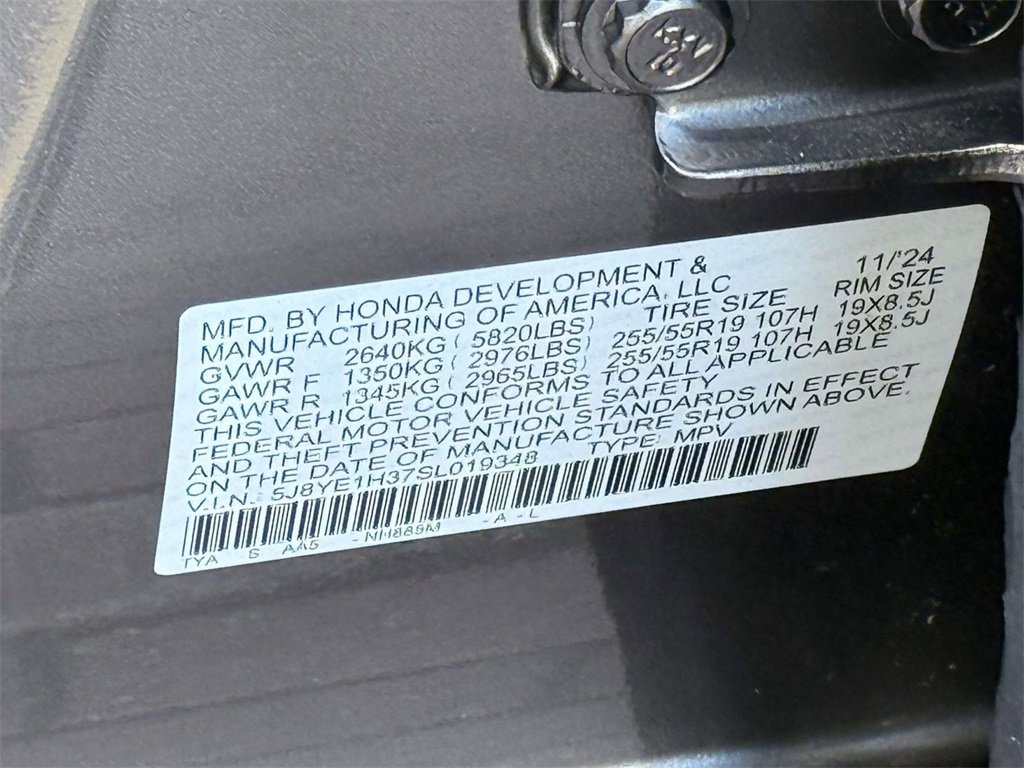 MFD. BY HONDA DEVELOPMENT & 11/'24
MANUFACTURING OF AMERICA, LLC RIM SIZE
GVWR 2640KG ( 5820LBS) TIRE SIZE
GAWR F 1350KG ( 2976LBS) 255/55R19 107H 19X8.5J
GAWR R 1345KG ( 2965LBS) 255/55R19 107H 19X8.5J
THIS VEHICLE CONFORMS TO ALL APPLICABLE
FEDERAL MOTOR VEHICLE SAFETY
AND THEFT PREVENTION STANDARDS IN EFFECT
ON THE DATE OF MANUFACTURE SHOWN ABOVE.
V.I.N. 5J8YE1H37SL019348 TYPE: MPV
TYA S AA5 - NH889M - A - L